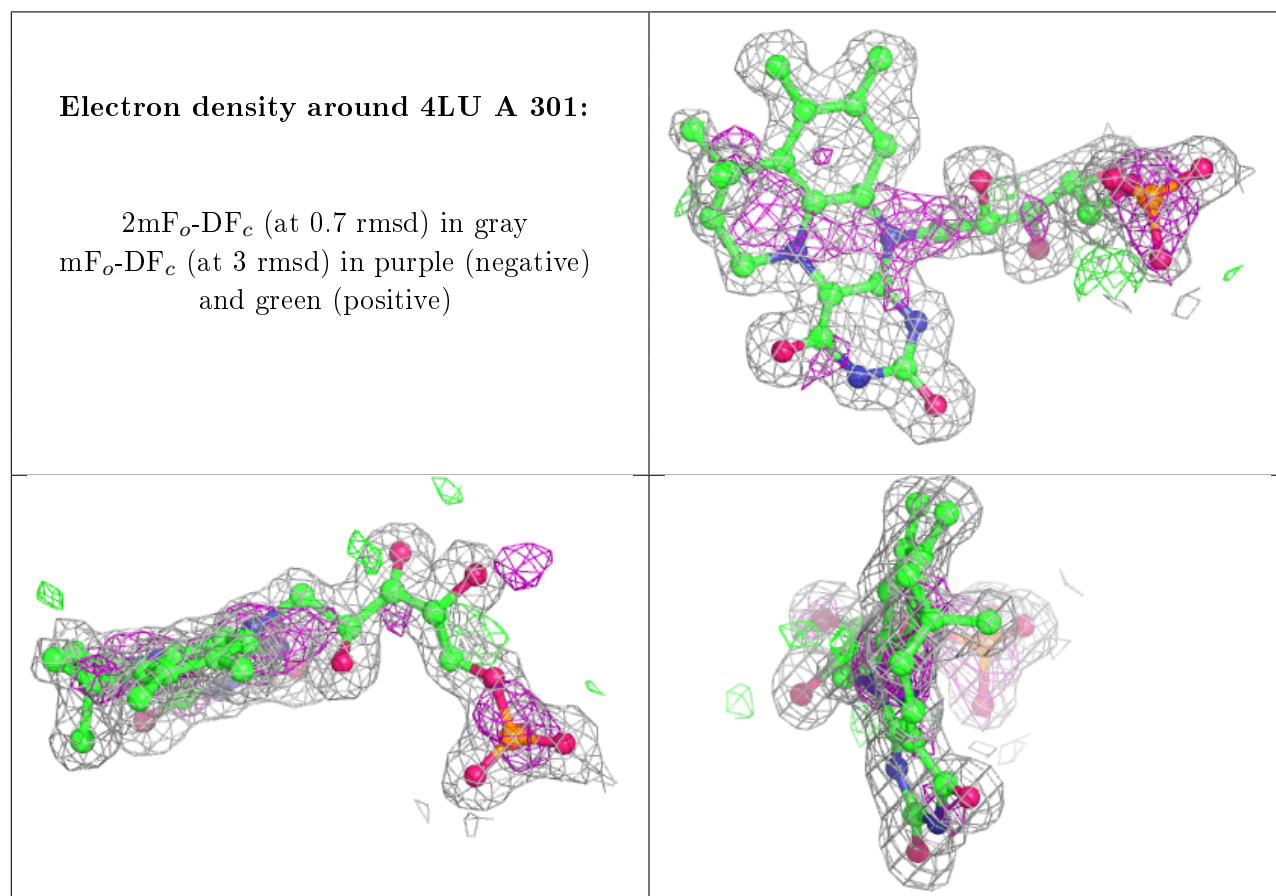 Electron density around 4LU A 301:
2mFo-DFc (at 0.7 rmsd) in gray
mFo-DFc (at 3 rmsd) in purple (negative)
and green (positive)